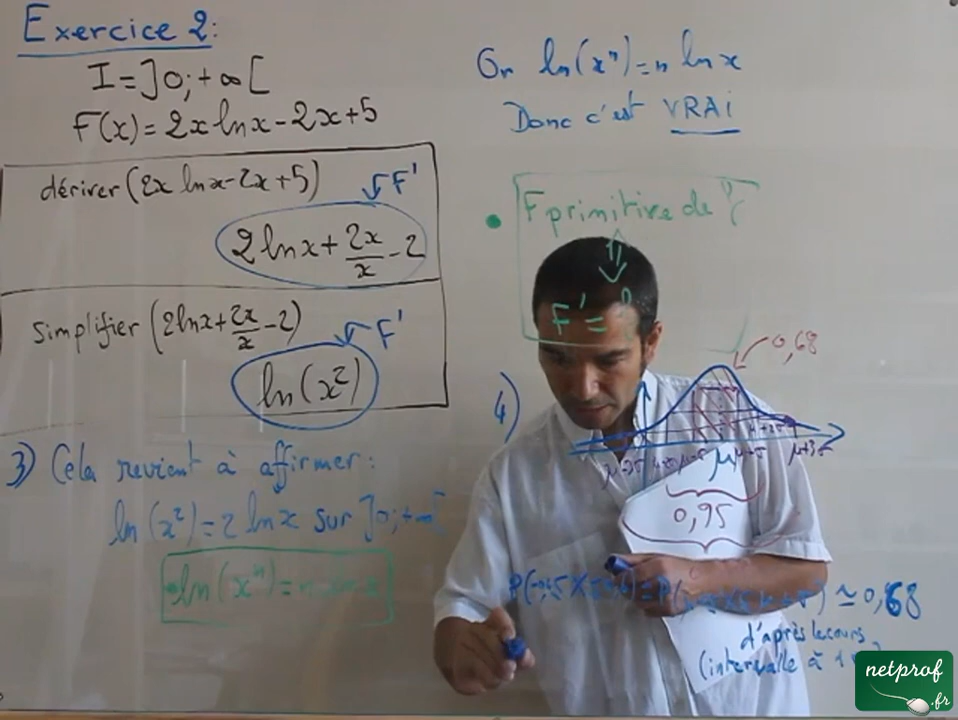 Exercice 2:
I = ]0; +∞[
F(x) = 2x ln x - 2x + 5
dériver (2x ln x - 2x + 5)
F'
2 ln x + 2x/x - 2
simplifier (2 ln x + 2x/x - 2)
F'
ln (x²)
3) Cela revient à affirmer:
ln (x²) = 2 ln x sur ]0; +∞[
ln (xⁿ) = n ln x
Or ln(xⁿ) = n ln x
Donc c'est VRAI
• F primitive de
F' =
4)
0,68
μ μ+σ μ+3σ
0,95
≃ 0,68
d'après le cours
(intervalle à 1
netprof
.fr